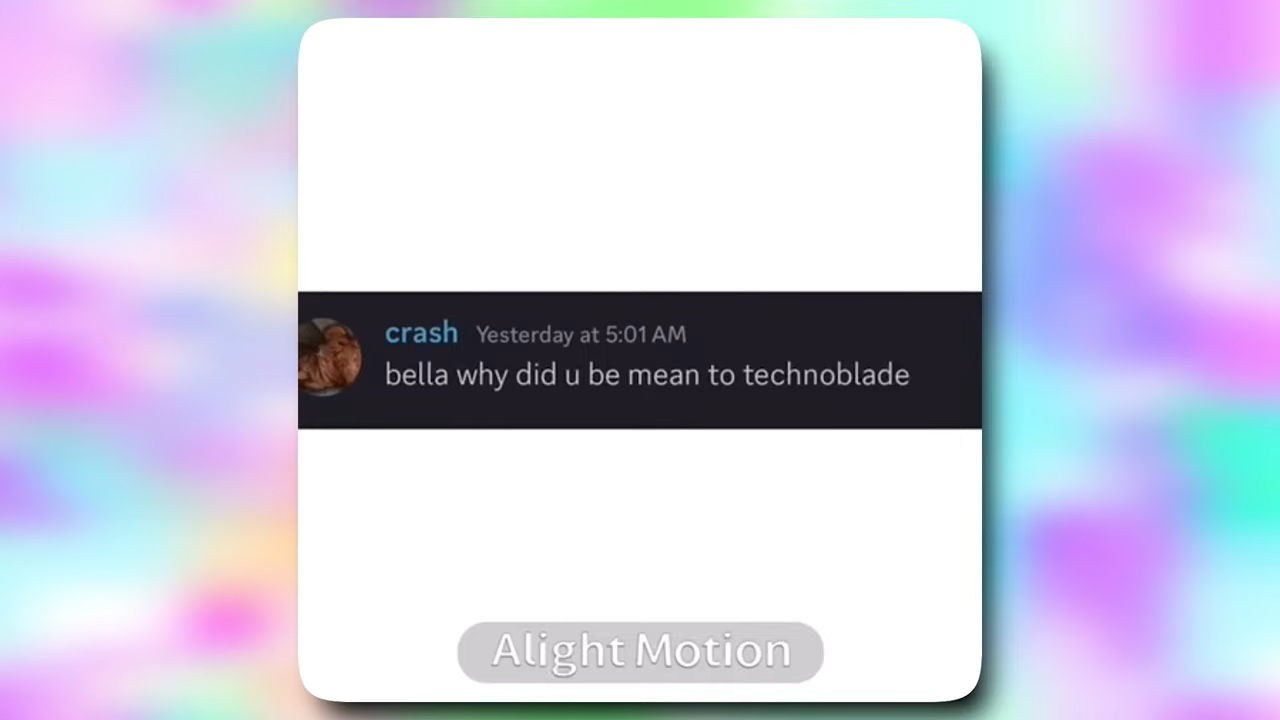 crash Yesterday at 5:01 AM
bella why did u be mean to technoblade
Alight Motion